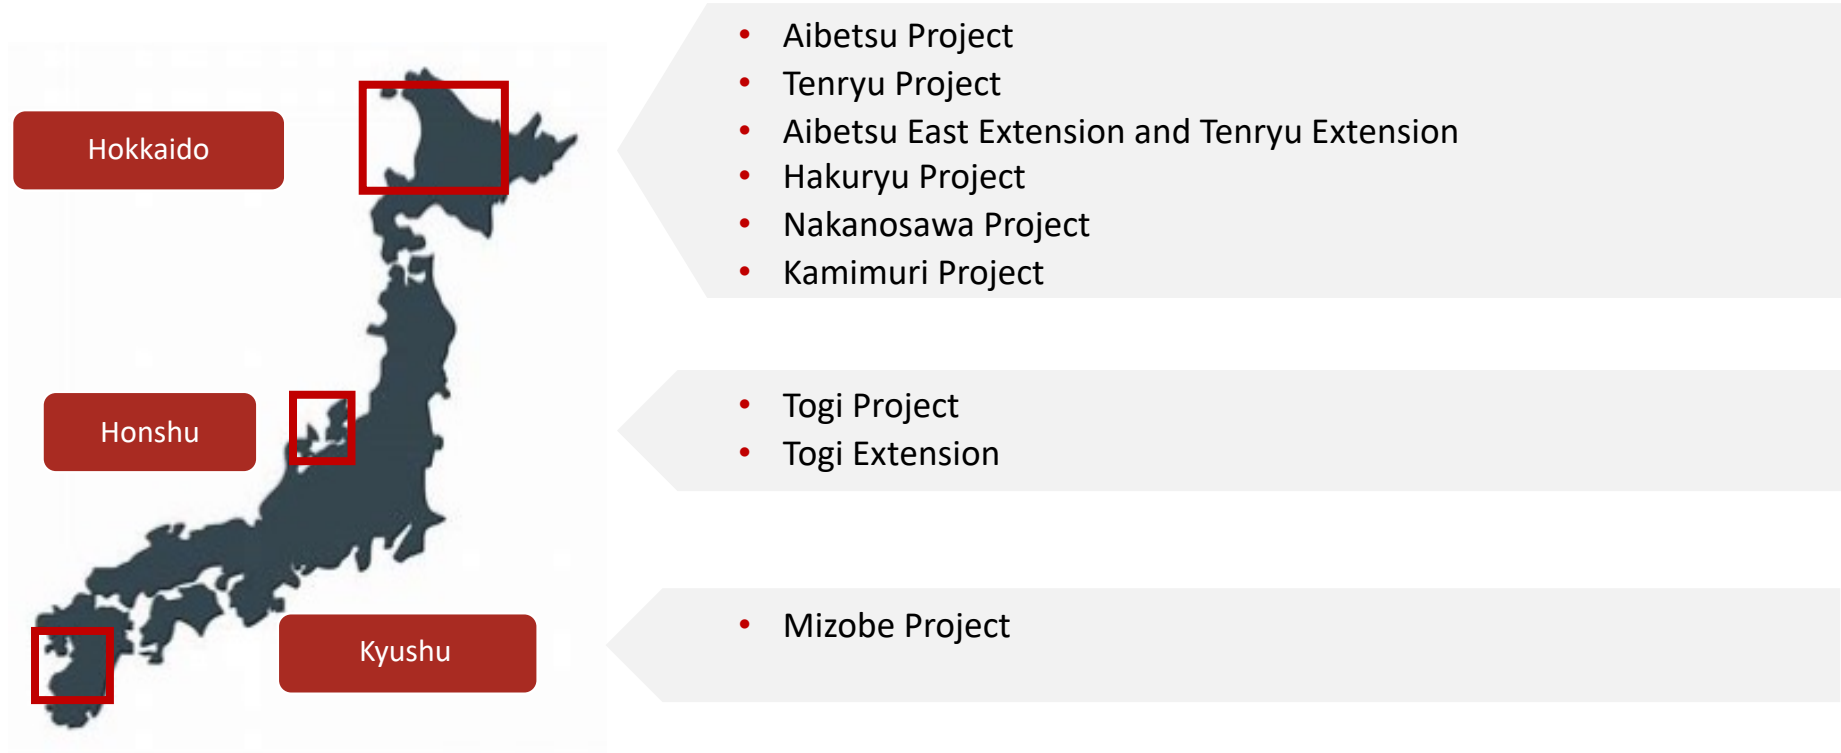 Hokkaido
• Aibetsu Project
• Tenryu Project
• Aibetsu East Extension and Tenryu Extension
• Hakuryu Project
• Nakanosawa Project
• Kamimuri Project
Honshu
• Togi Project
• Togi Extension
Kyushu
• Mizobe Project